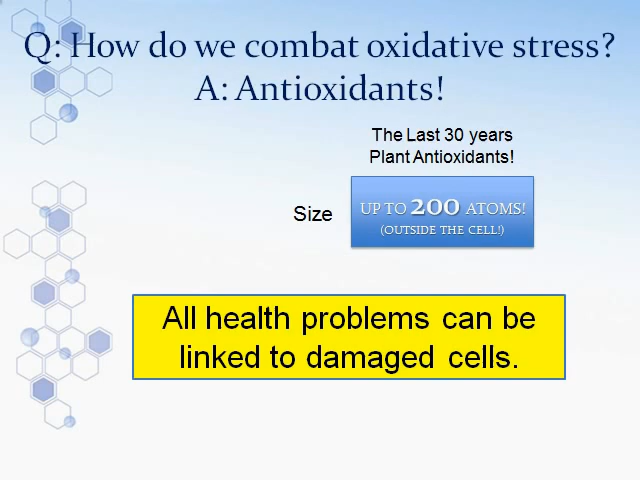 Q: How do we combat oxidative stress?
A: Antioxidants!
The Last 30 years
Plant Antioxidants!
Size
UP TO 200 ATOMS!
(OUTSIDE THE CELL!)
All health problems can be
linked to damaged cells.